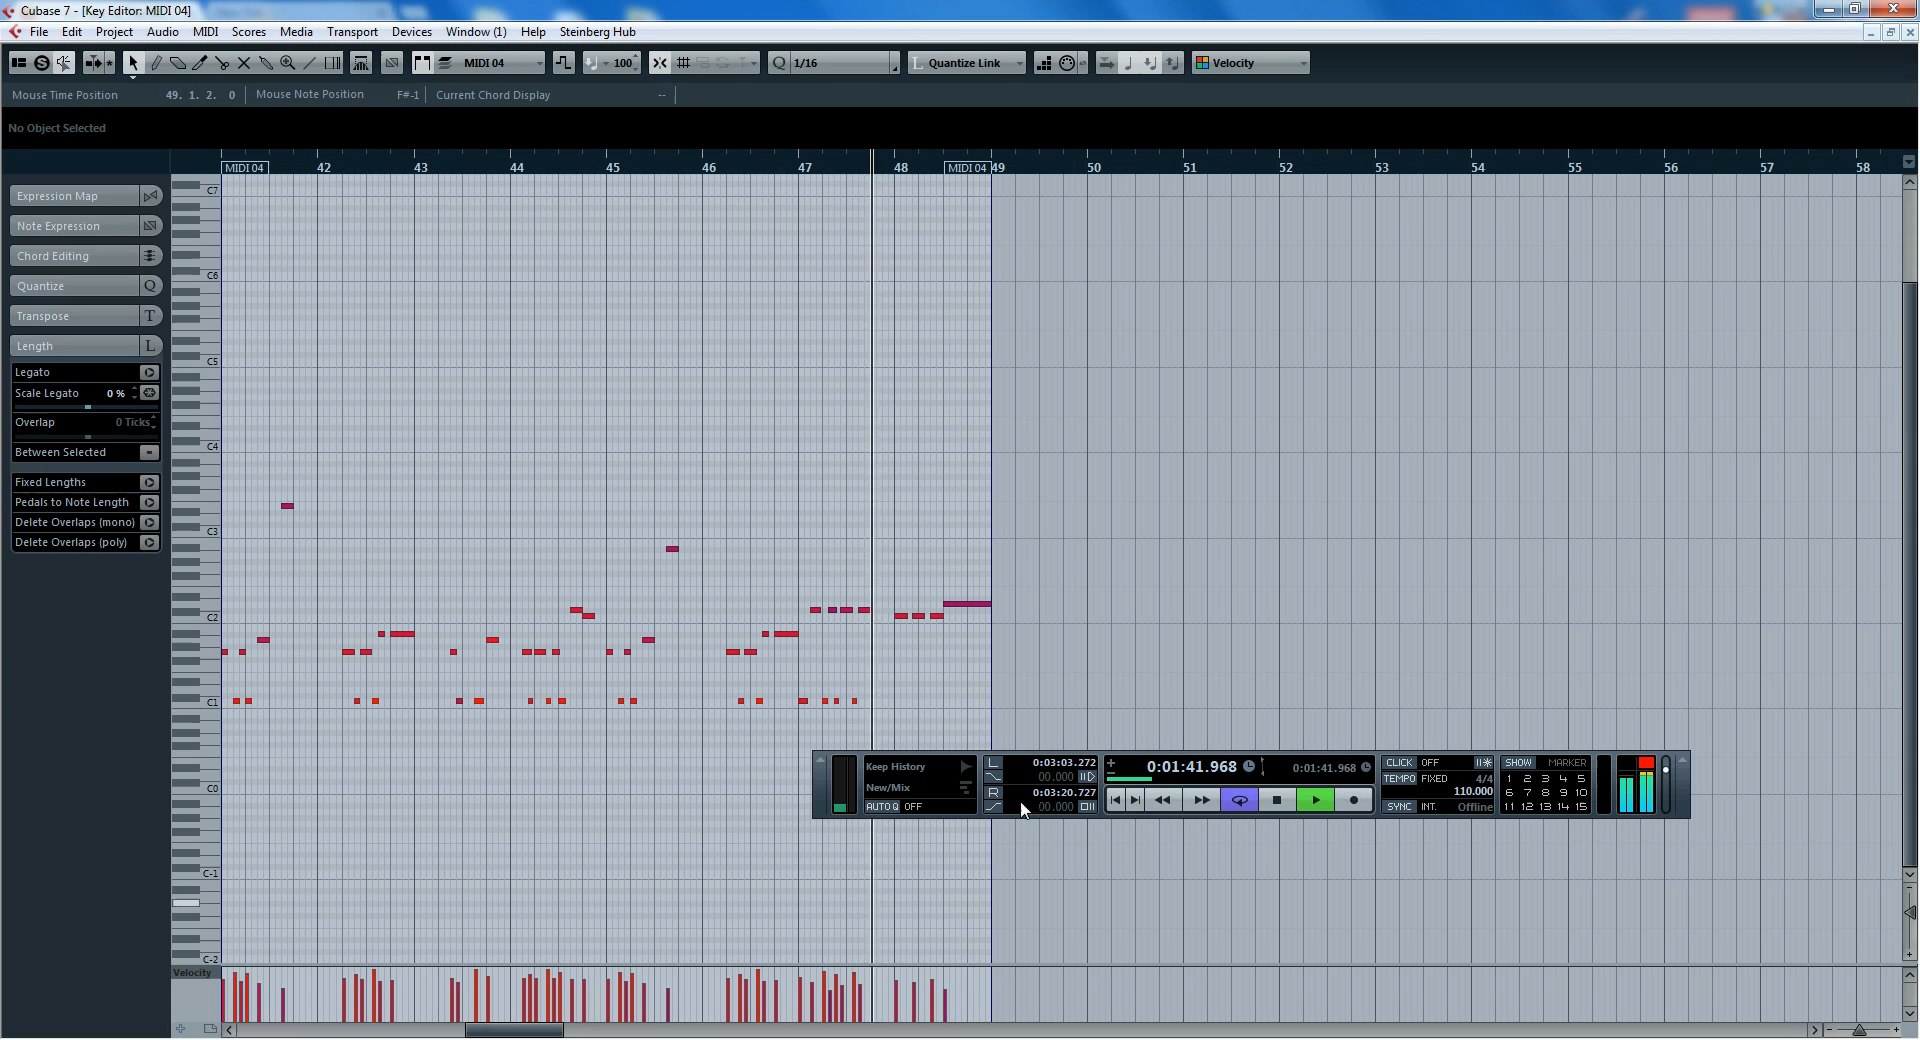 Cubase 7 - [Key Editor: MIDI 04]
File Edit Project Audio MIDI Scores Media Transport Devices Window (1) Help Steinberg Hub
S MIDI 04 100 Q 1/16 L Quantize Link Velocity
Mouse Time Position 49. 1. 2. 0 Mouse Note Position F#-1 Current Chord Display --
No Object Selected
MIDI 04 42 43 44 45 46 47 48 MIDI 04 49 50 51 52 53 54 55 56 57 58
Expression Map
Note Expression
Chord Editing
Quantize Q
Transpose T
Length L
Legato
Scale Legato 0 %
Overlap 0 Ticks
Between Selected
Fixed Lengths
Pedals to Note Length
Delete Overlaps (mono)
Delete Overlaps (poly)
C7
C6
C5
C4
C3
C2
C1
C0
C-1
C-2
Keep History
New/Mix
AUTO Q OFF
L 0:03:03.272
00.000
R 0:03:20.727
00.000
0:01:41.968 0:01:41.968
CLICK OFF
TEMPO FIXED 4/4
110.000
SYNC INT. Offline
SHOW MARKER
1 2 3 4 5
6 7 8 9 10
11 12 13 14 15
Velocity